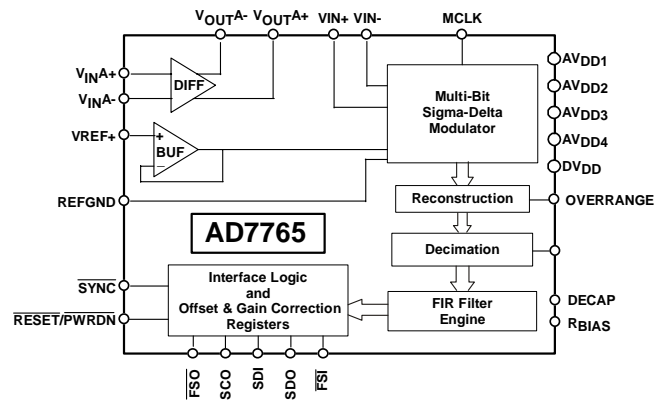 VOUTA- VOUTA+ VIN+ VIN- MCLK
VINA+
VINA-
DIFF
VREF+
+
−
BUF
REFGND
Multi-Bit
Sigma-Delta
Modulator
AVDD1
AVDD2
AVDD3
AVDD4
DVDD
Reconstruction
OVERRANGE
AD7765
Decimation
SYNC
RESET/PWRDN
Interface Logic
and
Offset & Gain Correction
Registers
FIR Filter
Engine
DECAP
RBIAS
FSO
SCO
SDI
SDO
FSI